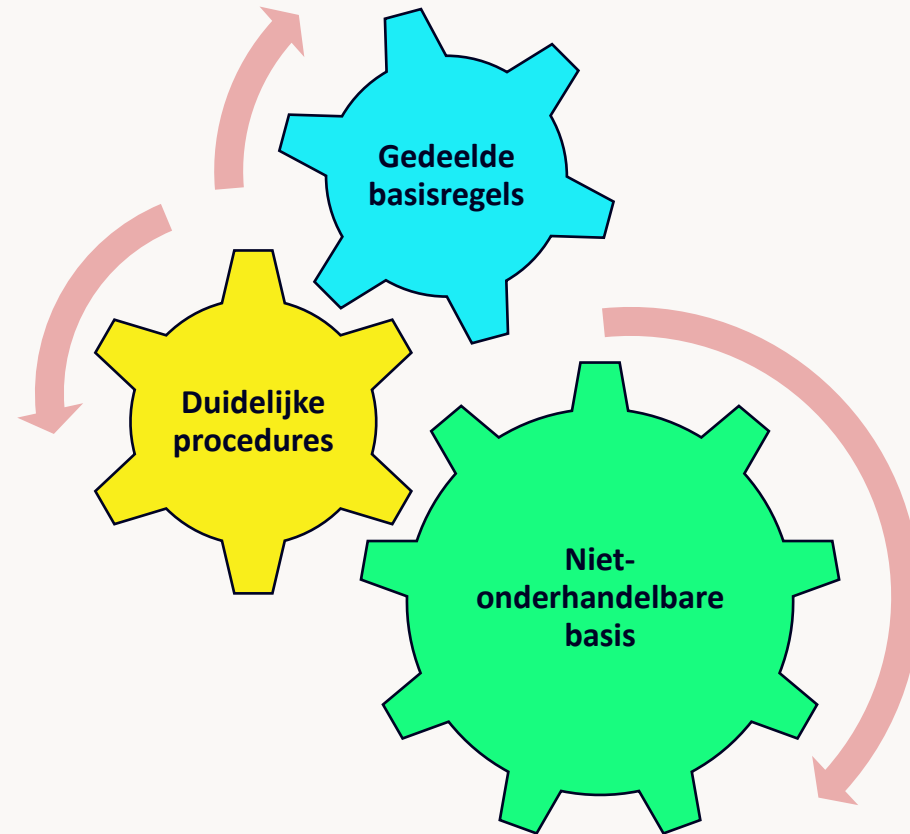 Gedeelde
basisregels
Duidelijke
procedures
Niet-
onderhandelbare
basis